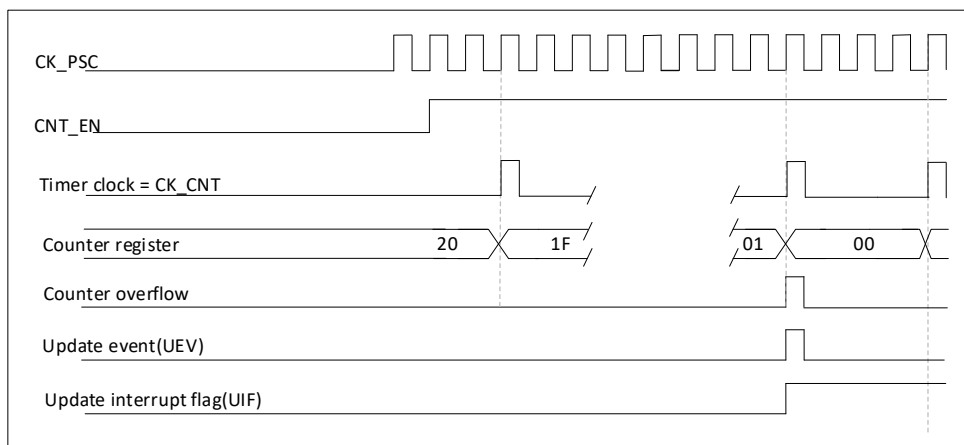 CK_PSC
CNT_EN
Timer clock = CK_CNT
Counter register 20 1F 01 00
Counter overflow
Update event(UEV)
Update interrupt flag(UIF)